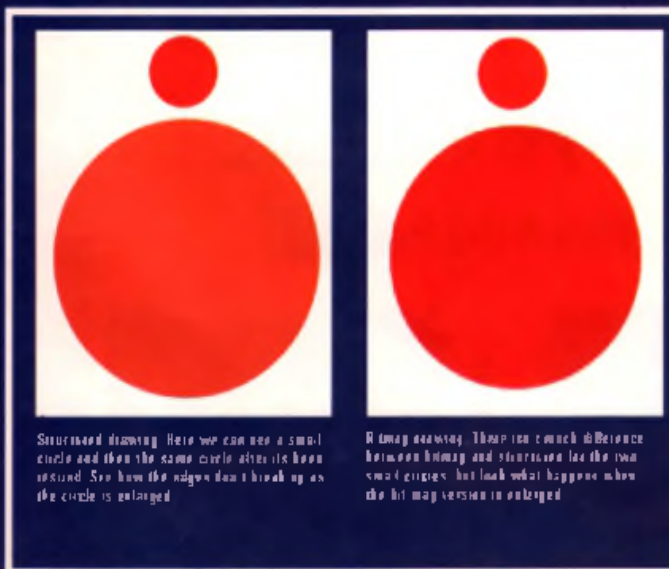 Structured drawing. Here we can see a small
circle and then the same circle after its been
resized. See how the edges don't break up as
the circle is enlarged
Bitmap drawing. There isn't much difference
between bitmap and structured for the two
small circles, but look what happens when
the bit map version is enlarged